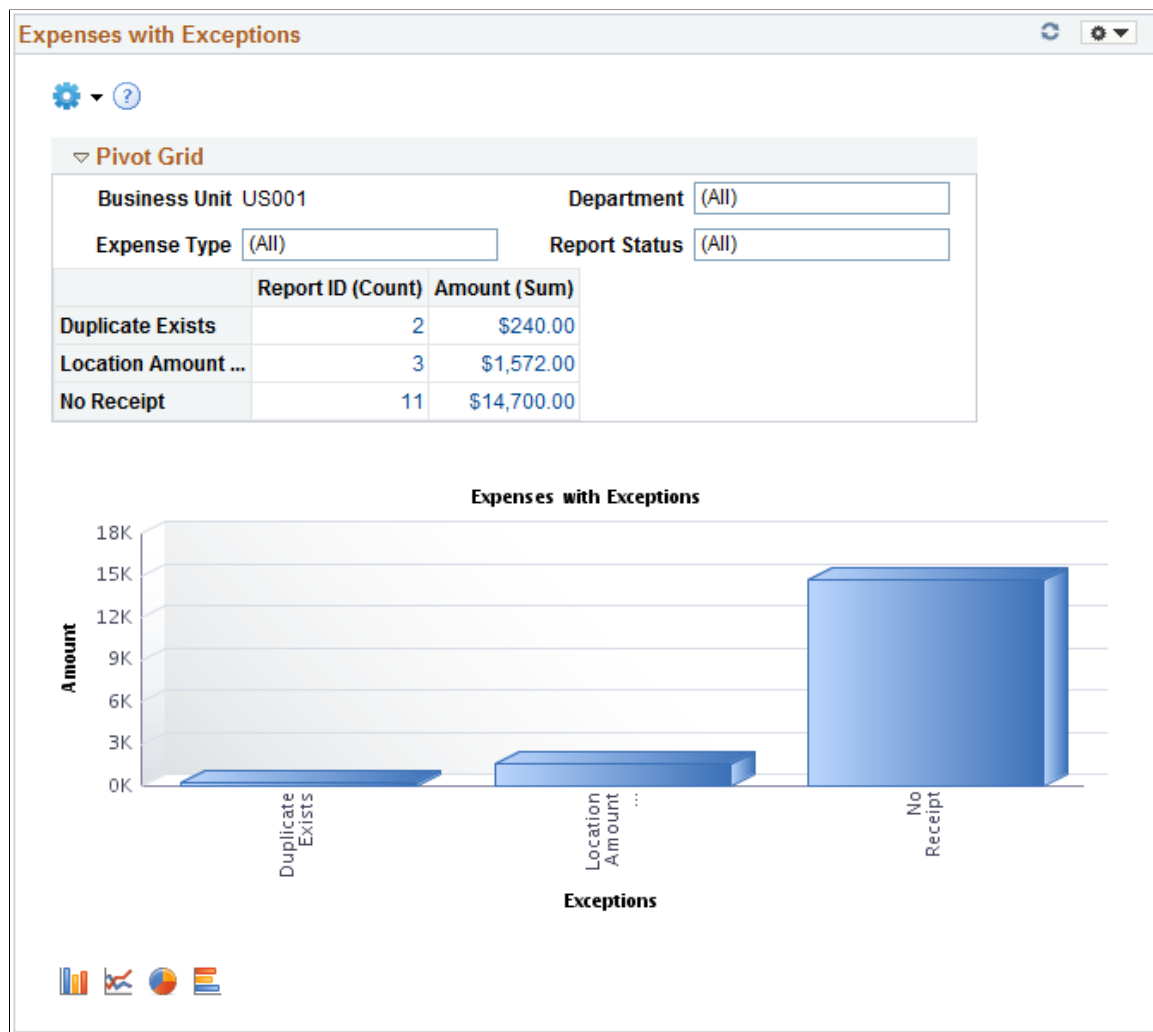 Expenses with Exceptions
?
Pivot Grid
Business Unit US001 Department (All)
Expense Type (All) Report Status (All)
Report ID (Count) Amount (Sum)
Duplicate Exists 2 $240.00
Location Amount ... 3 $1,572.00
No Receipt 11 $14,700.00
Expenses with Exceptions
18K
15K
12K
9K
6K
3K
0K
Amount
Duplicate
Exists
Location
Amount
...
No
Receipt
Exceptions